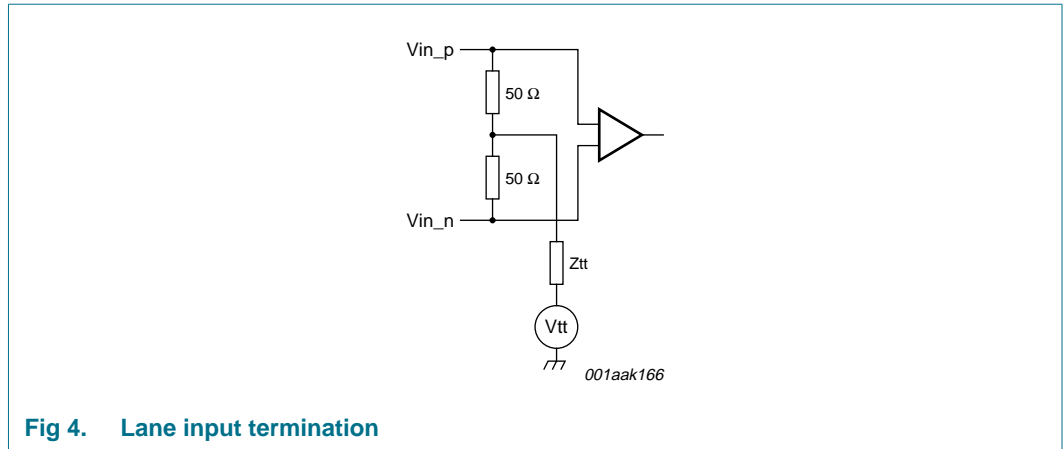 Vin_p
50 Ω
50 Ω
Vin_n
Ztt
Vtt
001aak166
Fig 4. Lane input termination